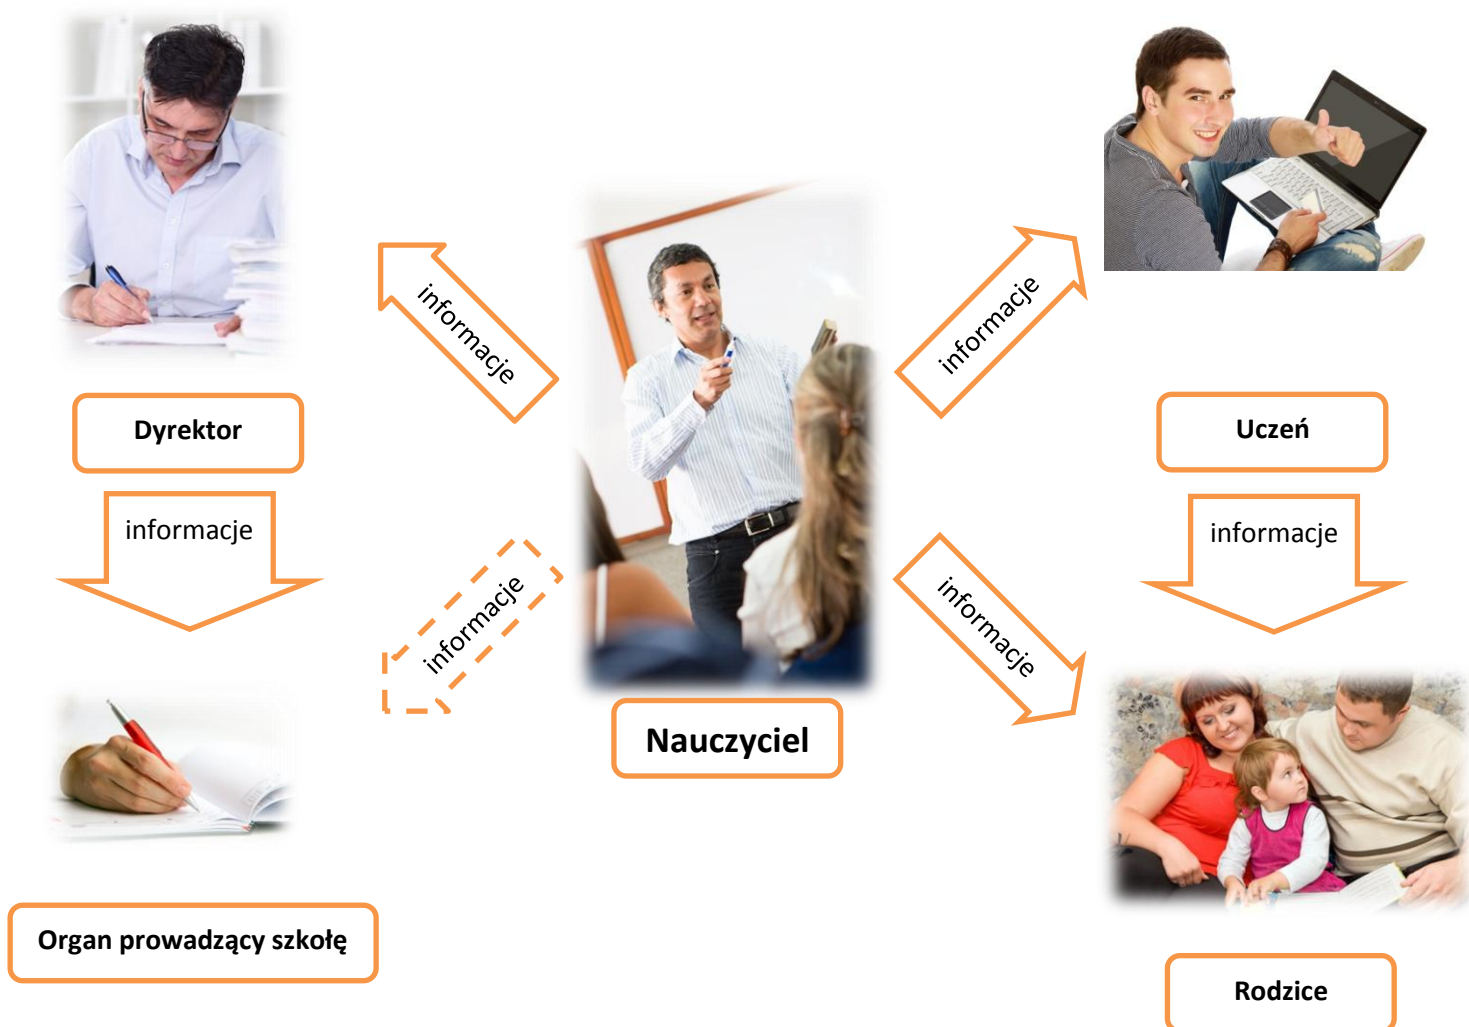 informacje
informacje
Dyrektor
Uczeń
informacje
informacje
informacje
informacje
Nauczyciel
Organ prowadzący szkołę
Rodzice